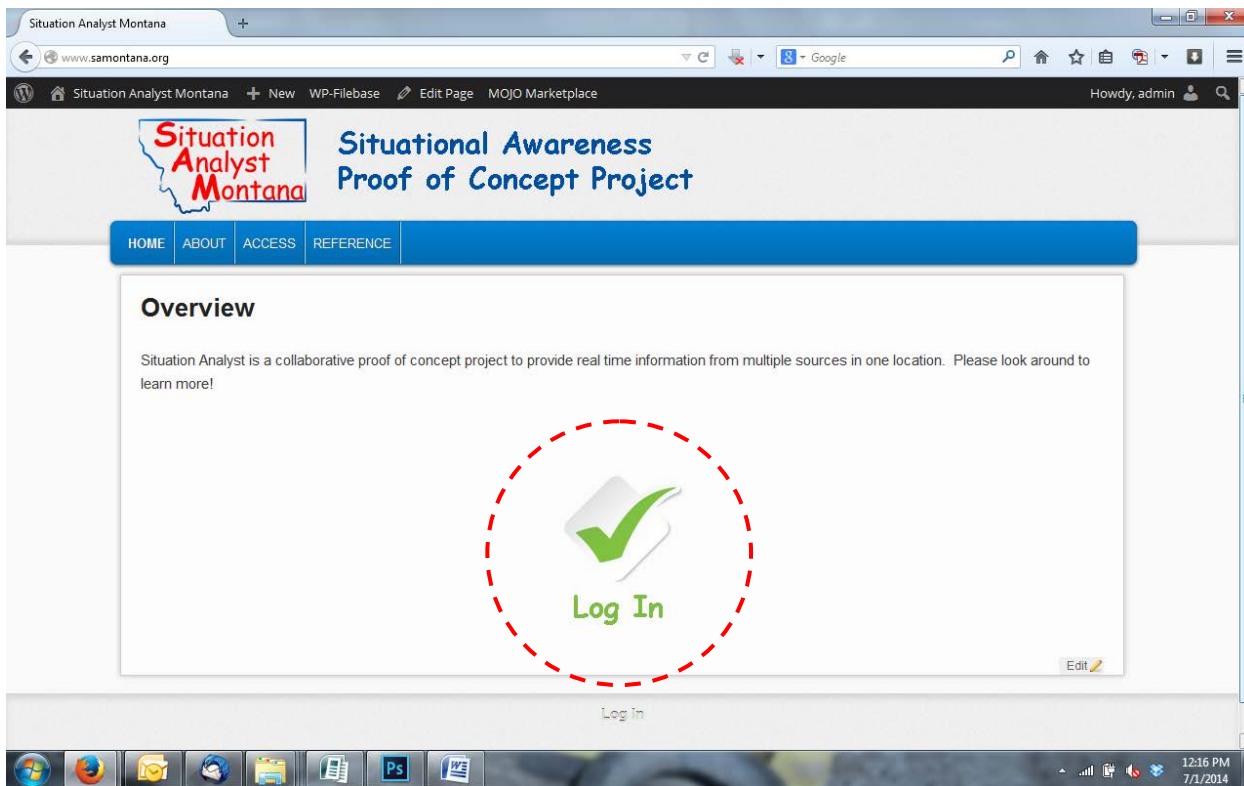 Situation Analyst Montana
www.samontana.org
8 Google
Situation Analyst Montana New WP-Filebase Edit Page MOJO Marketplace Howdy, admin
Situation
Analyst
Montana
Situational Awareness
Proof of Concept Project
HOME ABOUT ACCESS REFERENCE
Overview
Situation Analyst is a collaborative proof of concept project to provide real time information from multiple sources in one location. Please look around to
learn more!
Log In
Edit
Log In
Ps
W
12:16 PM
7/1/2014